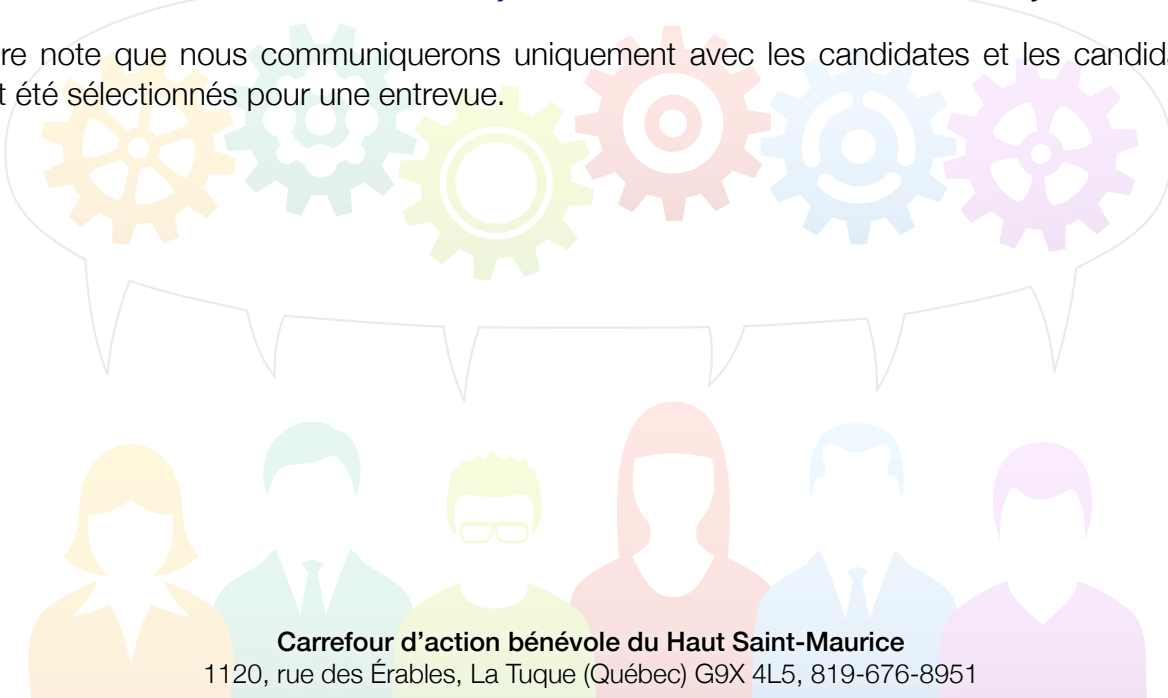 re note que nous communiquerons uniquement avec les candidates et les candida
t été sélectionnés pour une entrevue.
Carrefour d’action bénévole du Haut Saint-Maurice
1120, rue des Érables, La Tuque (Québec) G9X 4L5, 819-676-8951